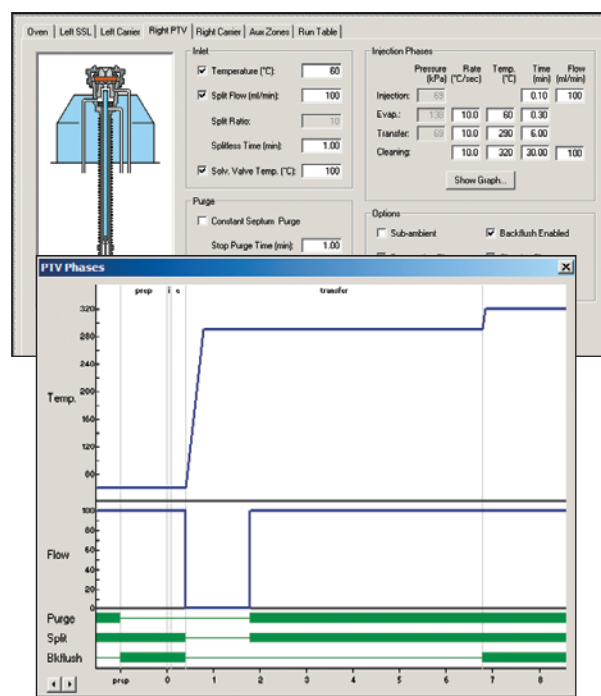 Oven Left SSL Left Carrier Right PTV Right Carrier Aux Zones Run Table
Inlet
Temperature (°C): 60
Split Flow (ml/min): 100
Split Ratio: 10
Splitless Time (min): 1.00
Solv. Valve Temp. (°C): 100
Purge
Constant Septum Purge
Stop Purge Time (min): 1.00
Injection Phases
Pressure Rate Temp. Time Flow
(kPa) (°C/sec) (°C) (min) (ml/min)
Injection: 69 0.10 100
Evap.: 138 10.0 60 0.30
Transfer: 69 10.0 290 6.00
Cleaning: 10.0 320 30.00 100
Show Graph...
Options
Sub-ambient Backflush Enabled
PTV Phases
prep i e transfer
320
280
240
200
160
120
80
Temp.
100
80
60
40
20
0
Flow
Purge
Split
Bkflush
prep 0 1 2 3 4 5 6 7 8